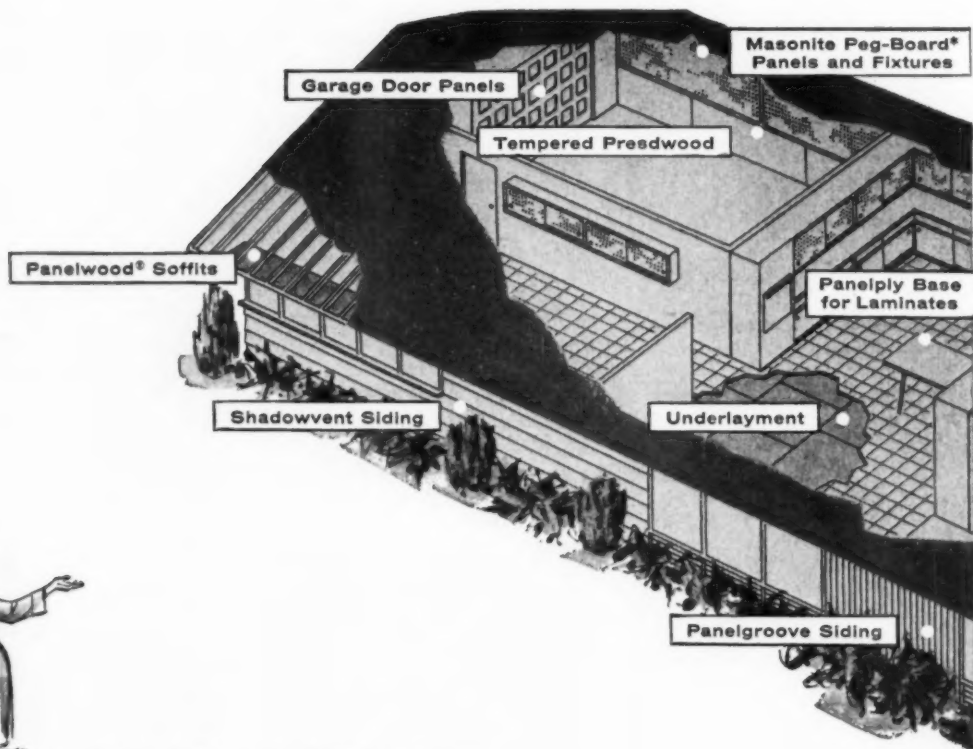 Masonite Peg-Board*
Panels and Fixtures
Garage Door Panels
Tempered Presdwood
Panelwood® Soffits
Panelply Base
for Laminates
Shadowvent Siding
Underlayment
Panelgroove Siding